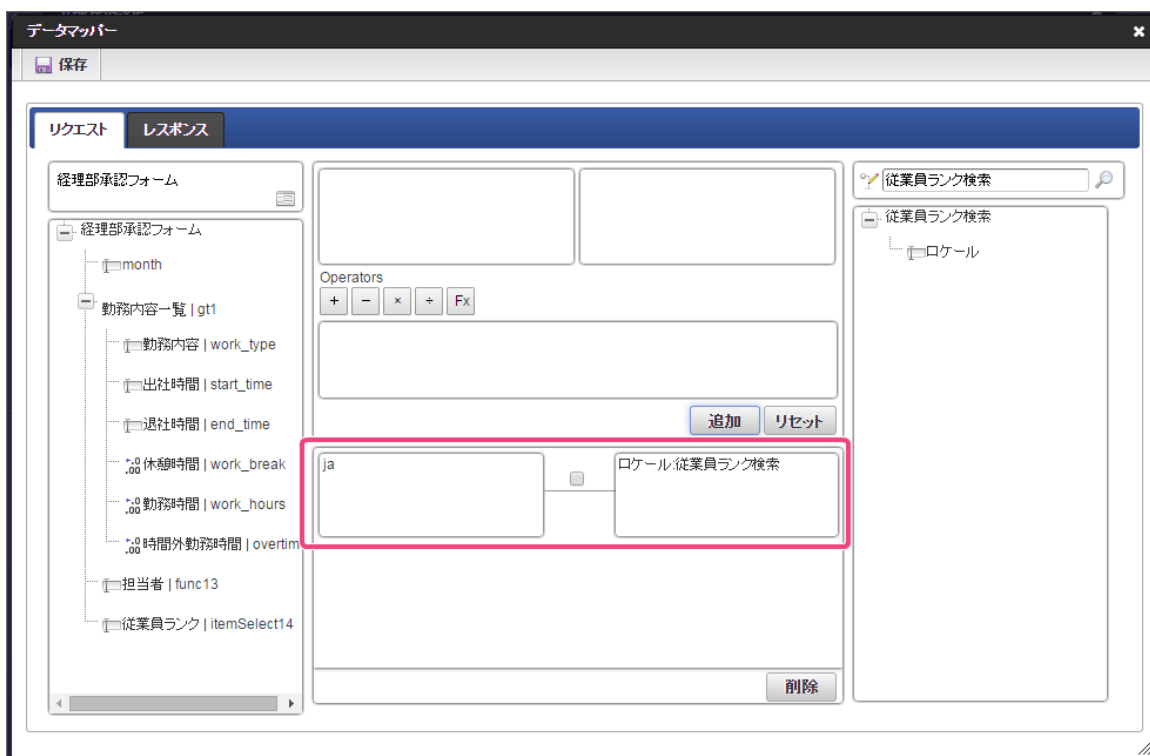 データマッパー
保存
リクエスト
レスポンス
経理部承認フォーム
経理部承認フォーム
month
勤務内容一覧 | gt1
勤務内容 | work_type
出社時間 | start_time
退社時間 | end_time
休憩時間 | work_break
勤務時間 | work_hours
時間外勤務時間 | overtim
担当者 | func13
従業員ランク | itemSelect14
Operators
+ − × ÷ Fx
追加
リセット
ja
ロケール:従業員ランク検索
削除
従業員ランク検索
従業員ランク検索
ロケール